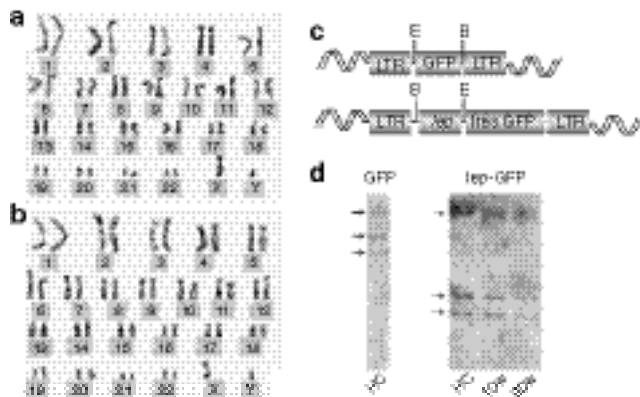 a
1 2 3 4 5
6 7 8 9 10 11 12
13 14 15 16 17 18
19 20 21 22 X Y
b
1 2 3 4 5
6 7 8 9 10 11 12
13 14 15 16 17 18
19 20 21 22 X Y
c
E B
LTR GFP LTR
B E
LTR lep Ires GFP LTR
d
GFP lep-GFP